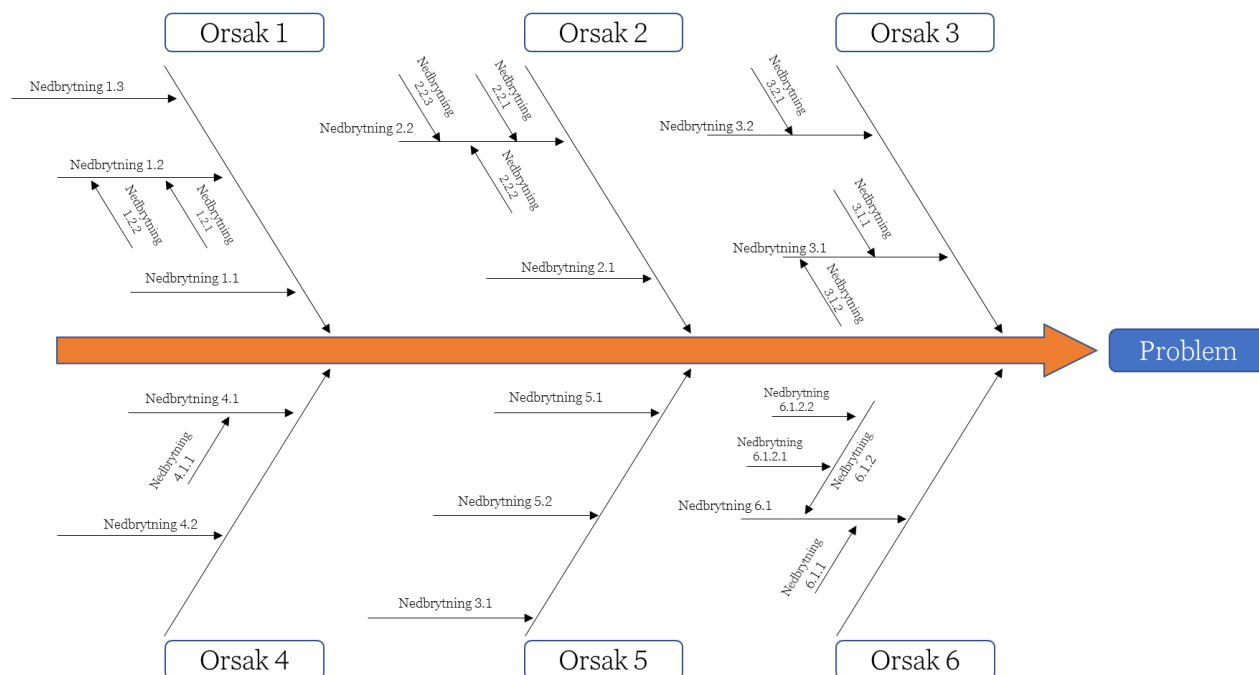 Orsak 1
Orsak 2
Orsak 3
Nedbrytning 1.3
Nedbrytning 1.2
Nedbrytning
1.2.2
Nedbrytning
1.2.1
Nedbrytning 1.1
Nedbrytning
2.2.3
Nedbrytning
2.2.1
Nedbrytning 2.2
Nedbrytning
2.2.2
Nedbrytning 2.1
Nedbrytning
3.2.1
Nedbrytning 3.2
Nedbrytning
3.1.1
Nedbrytning 3.1
Nedbrytning
3.1.2
Problem
Nedbrytning 4.1
Nedbrytning
4.1.1
Nedbrytning 4.2
Nedbrytning 5.1
Nedbrytning 5.2
Nedbrytning 3.1
Nedbrytning
6.1.2.2
Nedbrytning
6.1.2.1
Nedbrytning
6.1.2
Nedbrytning 6.1
Nedbrytning
6.1.1
Orsak 4
Orsak 5
Orsak 6